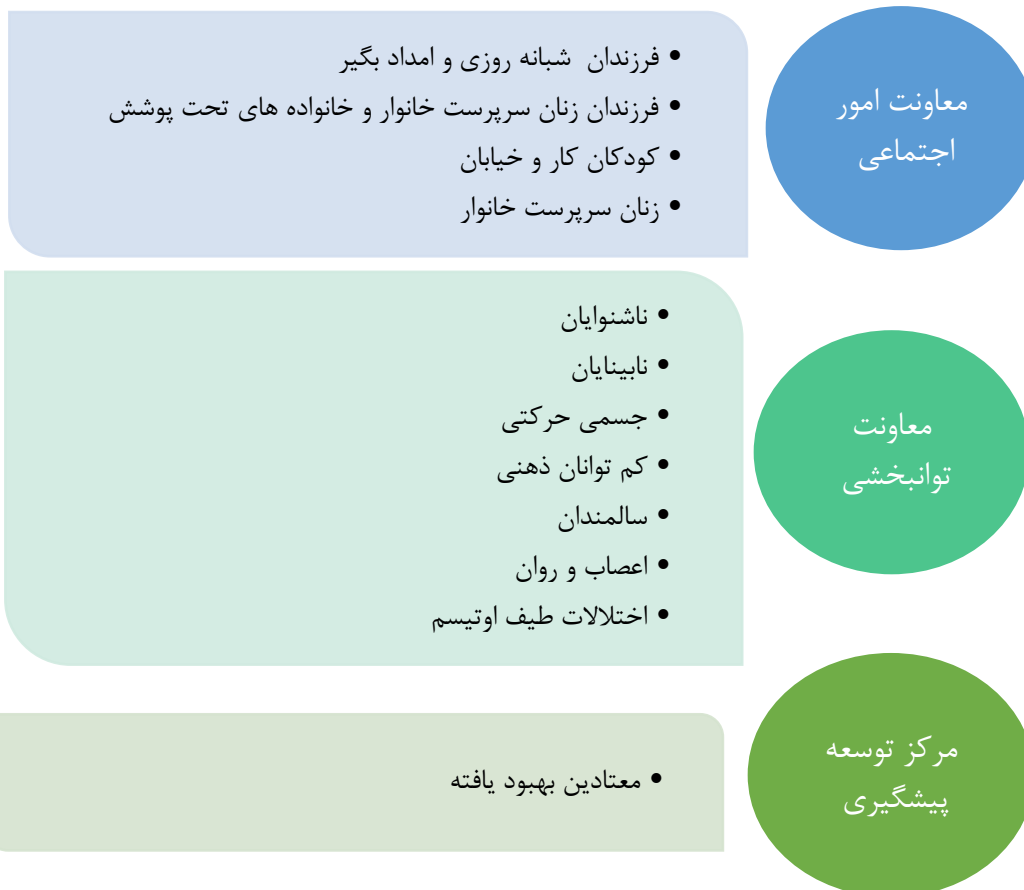 معاونت امور
اجتماعی
• فرزندان شبانه روزی و امداد بگیر
• فرزندان زنان سرپرست خانوار و خانواده های تحت پوشش
• کودکان کار و خیابان
• زنان سرپرست خانوار
معاونت
توانبخشی
• ناشنوایان
• نابینایان
• جسمی حرکتی
• کم توانان ذهنی
• سالمندان
• اعصاب و روان
• اختلالات طیف اوتیسم
مرکز توسعه
پیشگیری
• معتادین بهبود یافته